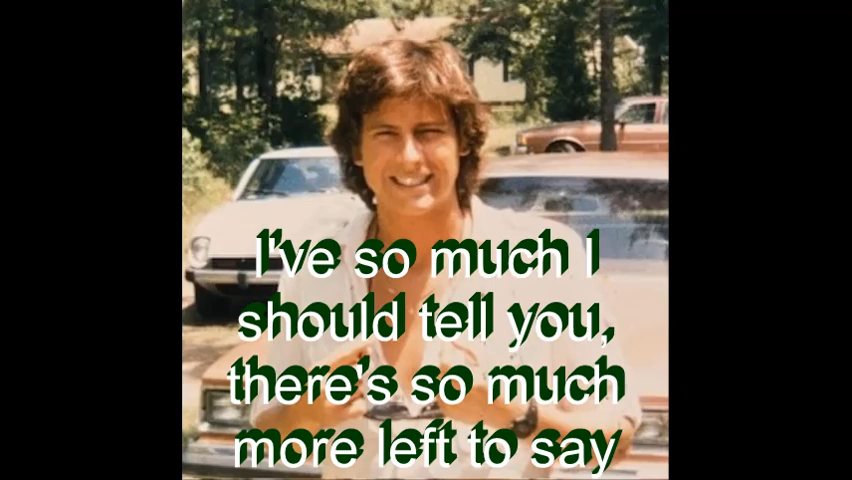 I've so much I
should tell you,
there's so much
more left to say